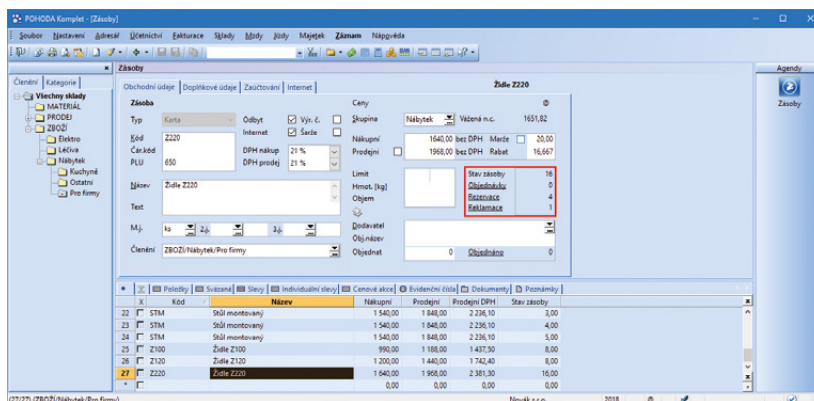 POHODA Komplet - [Zásoby]
Soubor Nastavení Adresář Účetnictví Fakturace Sklady Mzdy Jízdy Majetek Záznam Nápověda
Zásoby
Agendy
Členění Kategorie
Všechny sklady
MATERIÁL
PRODEJ
ZBOŽÍ
Elektro
Léčiva
Nábytek
Kuchyně
Ostatní
Pro firmy
Obchodní údaje Doplňkové údaje Zaúčtování Internet
Židle Z220
Zásoby
Zásoba
Typ Karta Odbyt Výr. č.
Internet Šarže
Kód Z220
Čár.kód DPH nákup 21 %
PLU 650 DPH prodej 21 %
Název Židle Z220
Text
M.j. ks 2.j. 3.j.
Členění ZBOŽÍ/Nábytek/Pro firmy
Ceny
Skupina Nábytek Vážená n.c. 1651,82
Nákupní 1640,00 bez DPH Marže 20,00
Prodejní 1968,00 bez DPH Rabat 16,667
Limit Stav zásoby 16
Hmot. [kg] Objednávky 0
Objem Rezervace 4
Reklamace 1
Dodavatel
Obj.název
Objednat 0 Objednáno 0
Položky Svázané Slevy Individuální slevy Cenové akce Evidenční čísla Dokumenty Poznámky
X Kód Název Nákupní Prodejní Prodejní DPH Stav zásoby
22 STM Stůl montovaný 1 540,00 1 848,00 2 236,10 3,00
23 STM Stůl montovaný 1 540,00 1 848,00 2 236,10 4,00
24 STM Stůl montovaný 1 540,00 1 848,00 2 236,10 5,00
25 Z100 Židle Z100 990,00 1 188,00 1 437,50 8,00
26 Z120 Židle Z120 1 200,00 1 440,00 1 742,40 8,00
27 Z220 Židle Z220 1 640,00 1 968,00 2 381,30 16,00
* 0,00 0,00 0,00 0,00
(27/27) (ZBOŽÍ/Nábytek/Pro firmy) Novák s.r.o. 2018 @